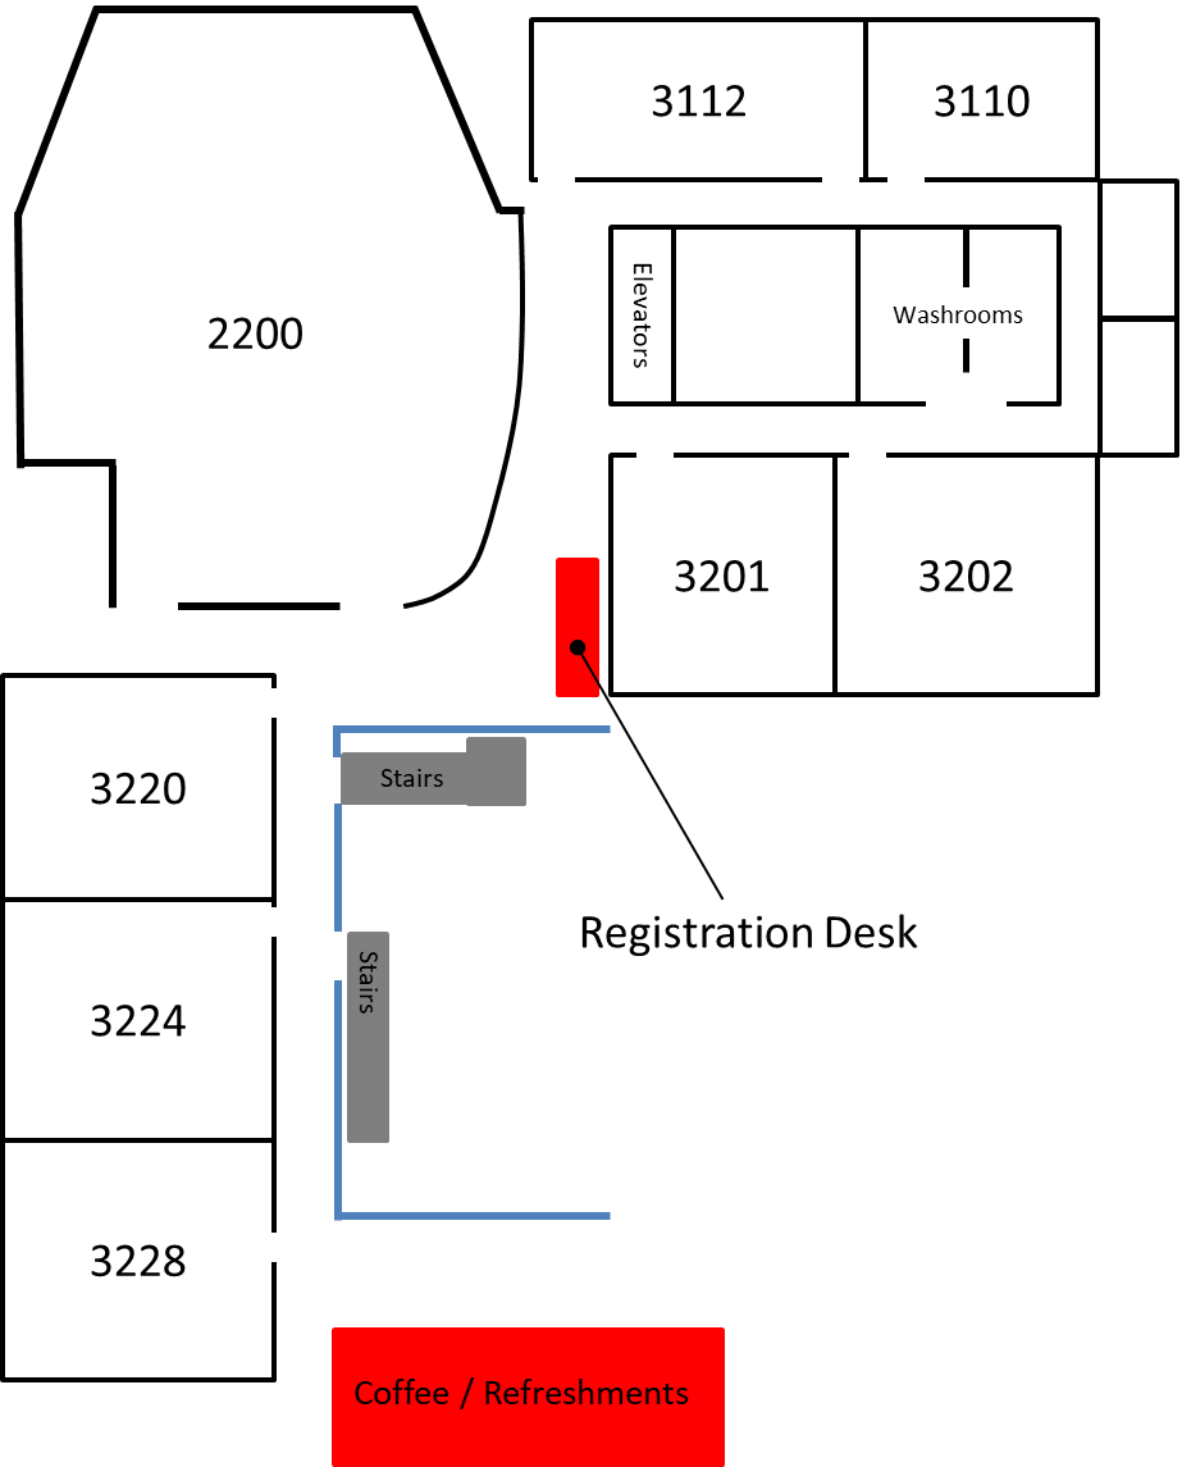 3112
3110
Elevators
Washrooms
2200
3201
3202
3220
Stairs
Registration Desk
Stairs
3224
3228
Coffee / Refreshments